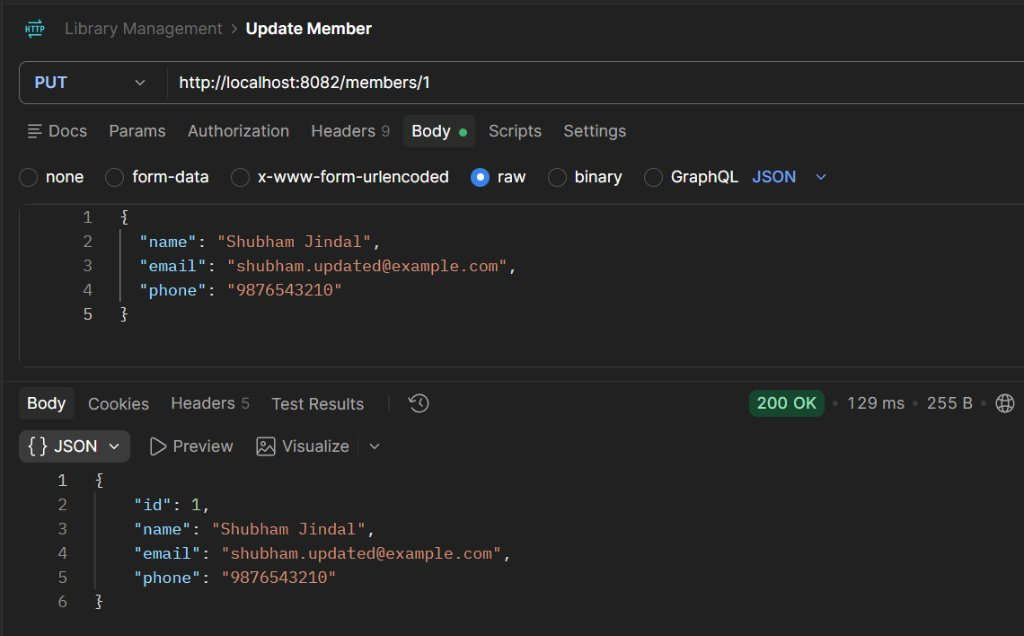 HTTP Library Management > Update Member
PUT http://localhost:8082/members/1
Docs Params Authorization Headers 9 Body Scripts Settings
none form-data x-www-form-urlencoded raw binary GraphQL JSON
1 {
2 "name": "Shubham Jindal",
3 "email": "shubham.updated@example.com",
4 "phone": "9876543210"
5 }
Body Cookies Headers 5 Test Results 200 OK • 129 ms • 255 B •
{} JSON Preview Visualize
1 {
2 "id": 1,
3 "name": "Shubham Jindal",
4 "email": "shubham.updated@example.com",
5 "phone": "9876543210"
6 }